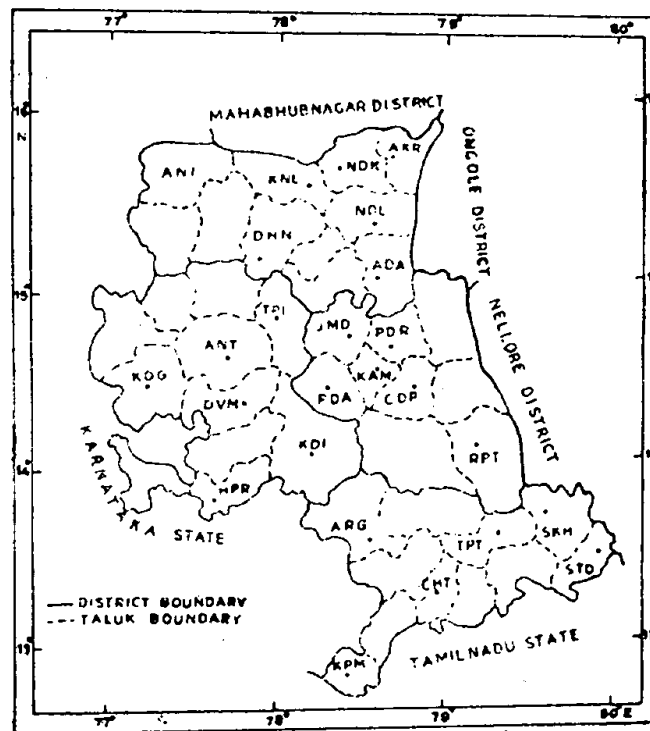 77° 78° 79° 80°
MAHABHUBNAGAR DISTRICT
16
N
AKR
NDK
ANI
KNL
NDL
DHN
ADA
ONGOLE DISTRICT
NELLORE DISTRICT
15
TPI
JMD
PDR
ANT
KDG
KAM
PDA
CDP
DVM
KDI
RPT
14
HPR
KARNATAKA STATE
ARG
SKH
TPT
STD
CHT
DISTRICT BOUNDARY
TALUK BOUNDARY
13°
KPM
TAMILNADU STATE
77° 78° 79° 80°E